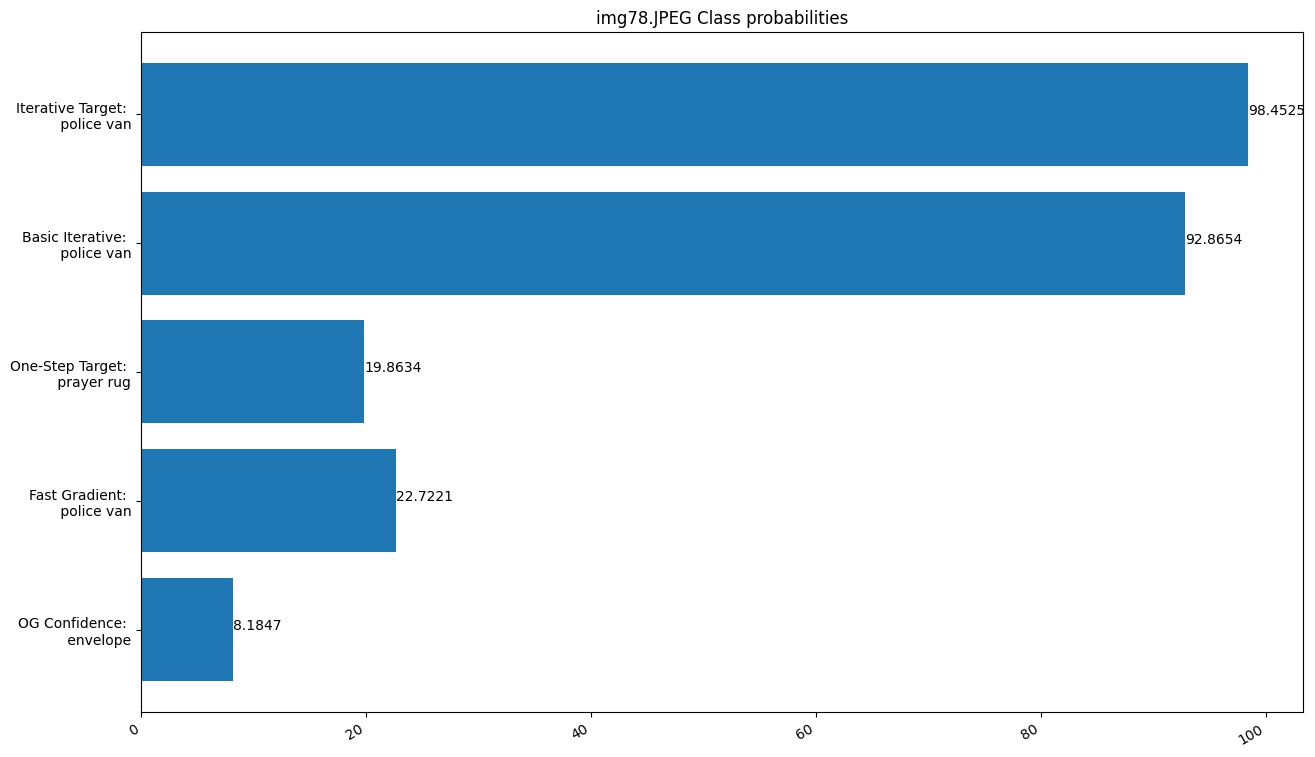 img78.JPEG Class probabilities
Iterative Target:
police van
98.4525
Basic Iterative:
police van
92.8654
One-Step Target:
prayer rug
19.8634
Fast Gradient:
police van
22.7221
OG Confidence:
envelope
8.1847
0
20
40
60
80
100